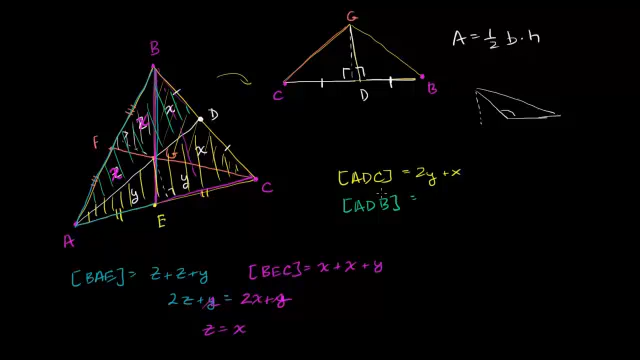 G
A = 1/2 b · h
B
C D B
x
z D
F G x
z y y C
A E
[ADC] = 2y + x
[ADB] =
[BAE] = z + z + y [BEC] = x + x + y
2z + y = 2x + y
z = x